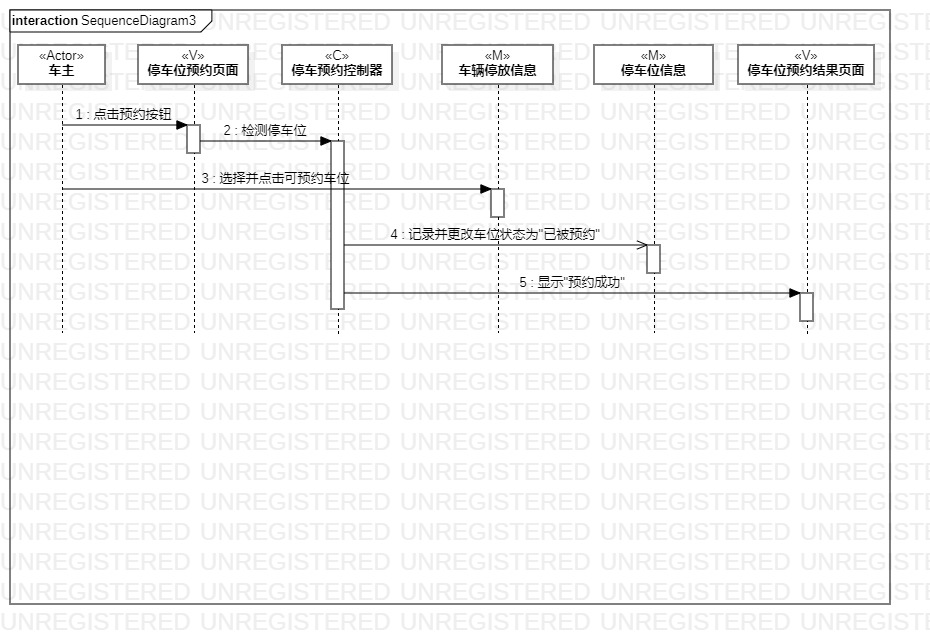 interaction SequenceDiagram3
«Actor»
车主
«V»
停车位预约页面
«C»
停车预约控制器
«M»
车辆停放信息
«M»
停车位信息
«V»
停车位预约结果页面
1 : 点击预约按钮
2 : 检测停车位
3 : 选择并点击可预约车位
4 : 记录并更改车位状态为"已被预约"
5 : 显示"预约成功"
UNREGISTERED